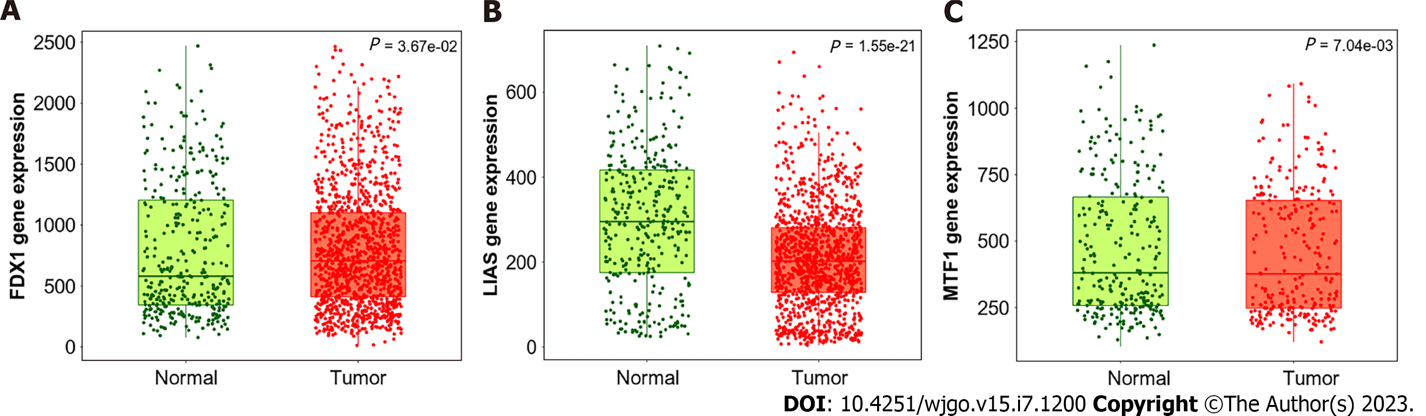 A
FDX1 gene expression
2500
2000
1500
1000
500
0
P = 3.67e-02
Normal
Tumor
B
LIAS gene expression
600
400
200
0
P = 1.55e-21
Normal
Tumor
C
MTF1 gene expression
1250
1000
750
500
250
P = 7.04e-03
Normal
Tumor
DOI: 10.4251/wjgo.v15.i7.1200 Copyright ©The Author(s) 2023.